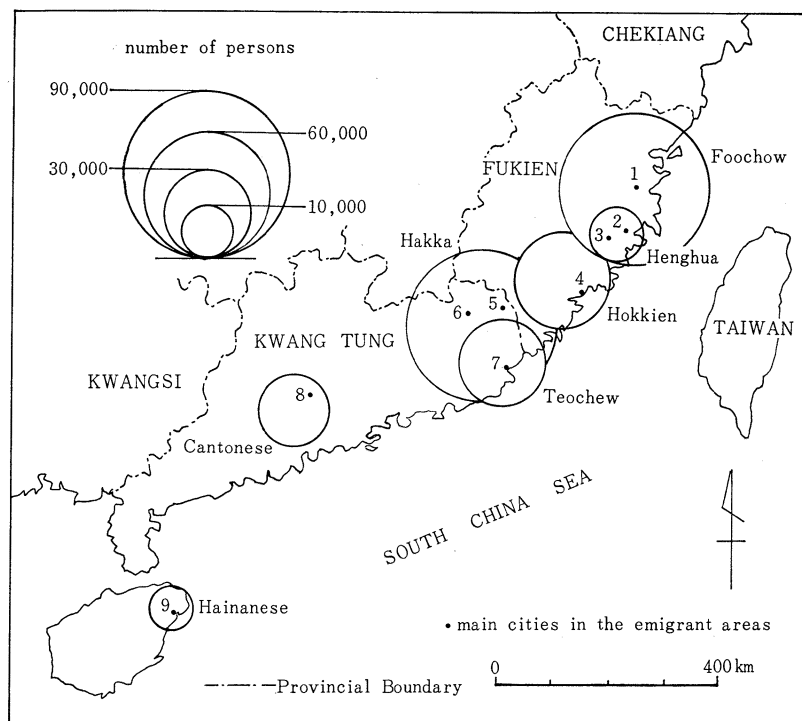 number of persons
90,000
60,000
30,000
10,000
CHEKIANG
FUKIEN
Foochow
1
2
3
Henghua
Hakka
4
Hokkien
5
6
TAIWAN
KWANG TUNG
KWANGSI
7
Teochew
8
Cantonese
SOUTH CHINA SEA
9
Hainanese
• main cities in the emigrant areas
Provincial Boundary
0
400km